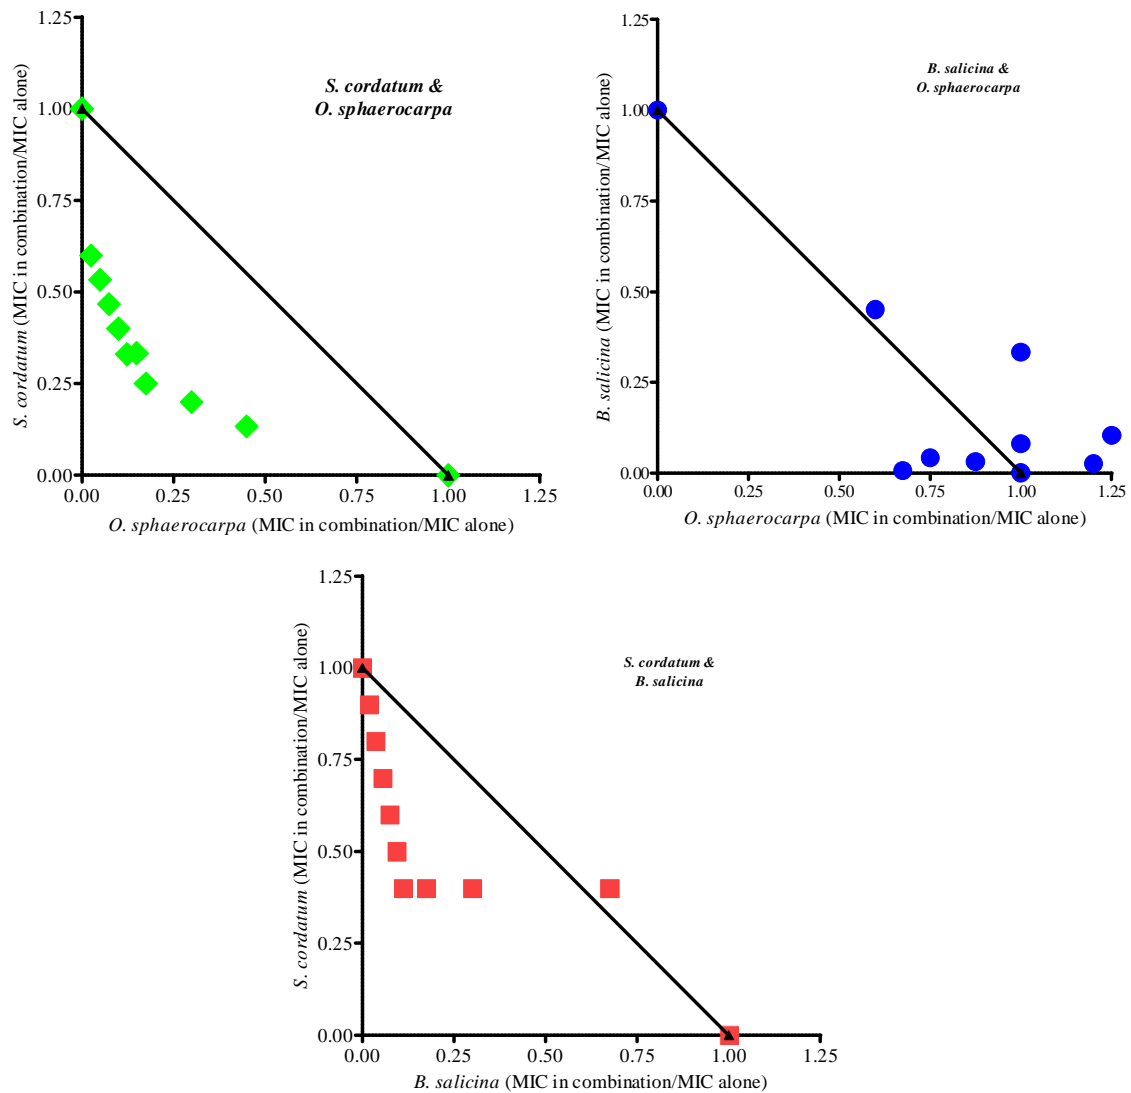 1.25
1.00
0.75
0.50
0.25
0.00
S. cordatum (MIC in combination/MIC alone)
S. cordatum &
O. sphaerocarpa
0.00 0.25 0.50 0.75 1.00 1.25
O. sphaerocarpa (MIC in combination/MIC alone)
1.25
1.00
0.75
0.50
0.25
0.00
B. salicina (MIC in combination/MIC alone)
B. salicina &
O. sphaerocarpa
0.00 0.25 0.50 0.75 1.00 1.25
O. sphaerocarpa (MIC in combination/MIC alone)
1.25
1.00
0.75
0.50
0.25
0.00
S. cordatum (MIC in combination/MIC alone)
S. cordatum &
B. salicina
0.00 0.25 0.50 0.75 1.00 1.25
B. salicina (MIC in combination/MIC alone)